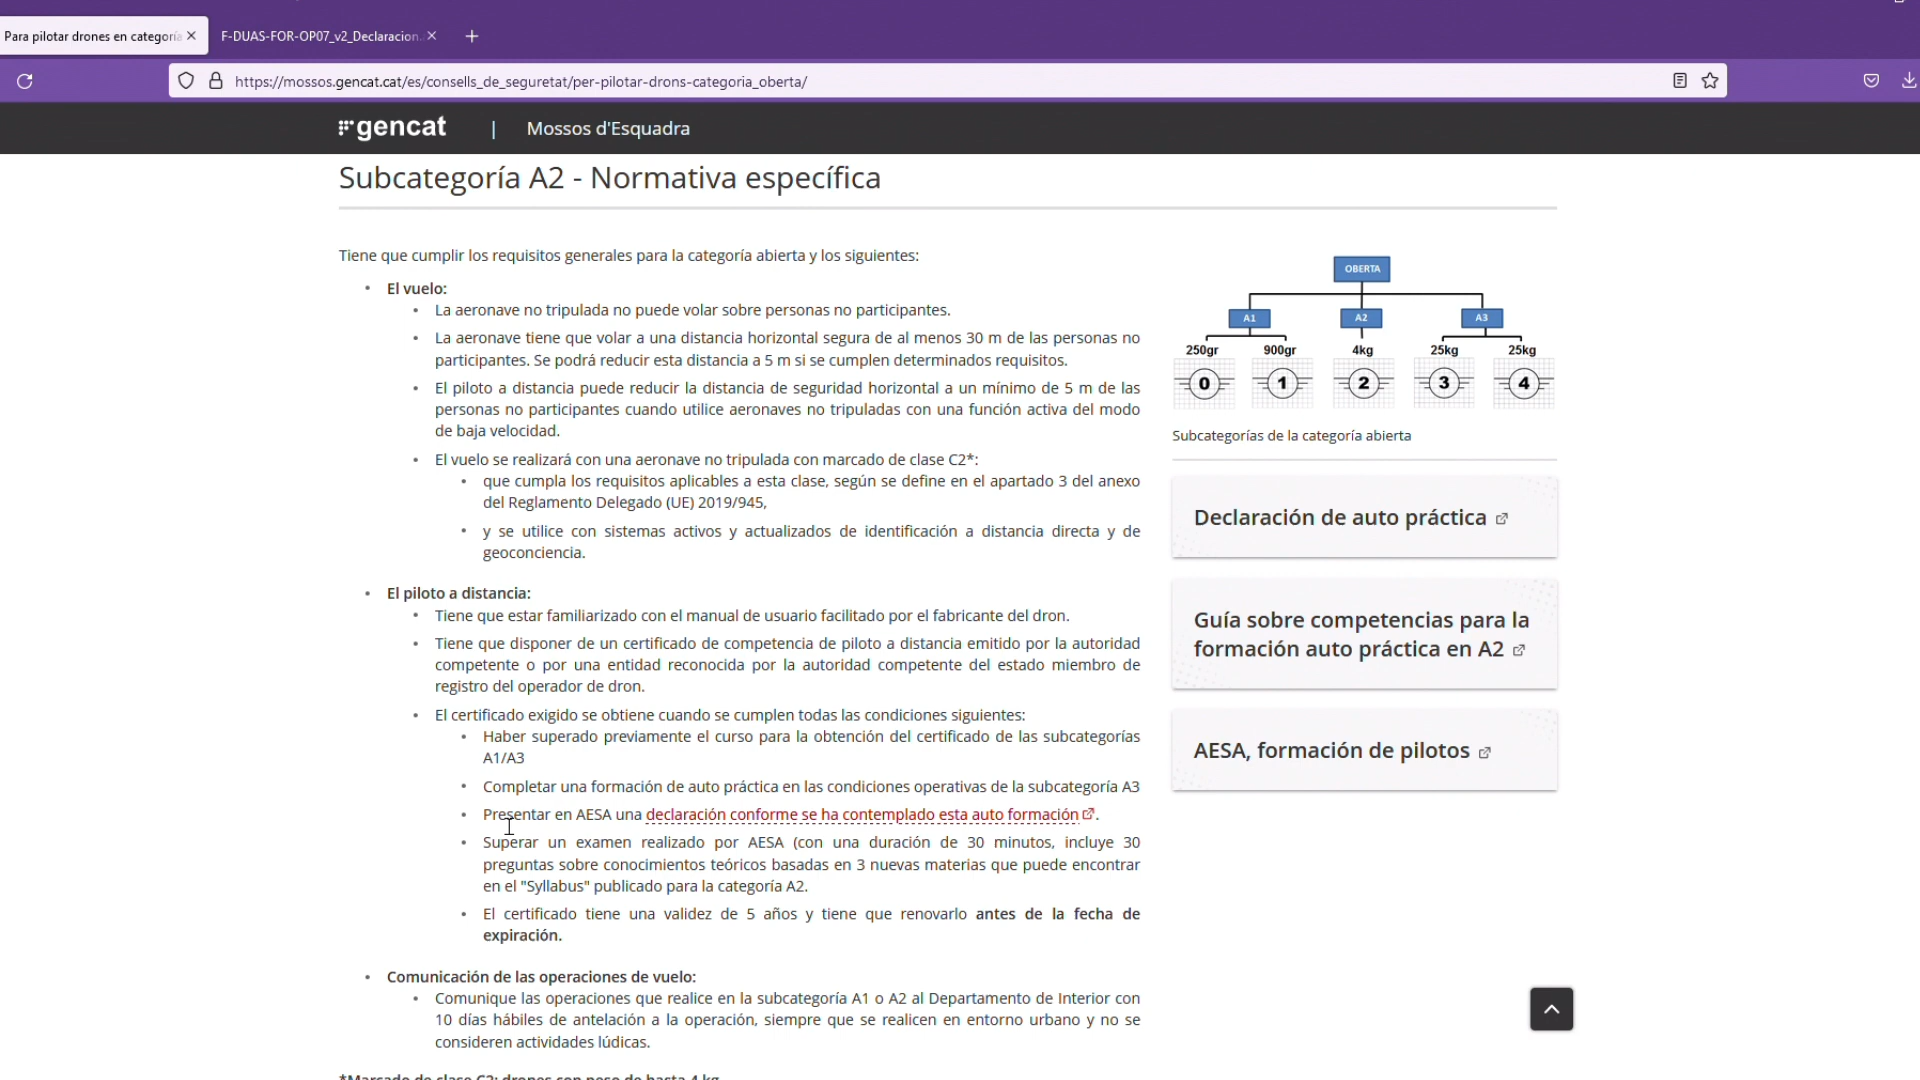 Para pilotar drones en categoría
F-DUAS-FOR-OP07_v2_Declaracion.
https://mossos.gencat.cat/es/consells_de_seguretat/per-pilotar-drons-categoria_oberta/
gencat | Mossos d'Esquadra
Subcategoría A2 - Normativa específica
Tiene que cumplir los requisitos generales para la categoría abierta y los siguientes:
El vuelo:
La aeronave no tripulada no puede volar sobre personas no participantes.
La aeronave tiene que volar a una distancia horizontal segura de al menos 30 m de las personas no
participantes. Se podrá reducir esta distancia a 5 m si se cumplen determinados requisitos.
El piloto a distancia puede reducir la distancia de seguridad horizontal a un mínimo de 5 m de las
personas no participantes cuando utilice aeronaves no tripuladas con una función activa del modo
de baja velocidad.
El vuelo se realizará con una aeronave no tripulada con marcado de clase C2*:
que cumpla los requisitos aplicables a esta clase, según se define en el apartado 3 del anexo
del Reglamento Delegado (UE) 2019/945,
y se utilice con sistemas activos y actualizados de identificación a distancia directa y de
geoconciencia.
El piloto a distancia:
Tiene que estar familiarizado con el manual de usuario facilitado por el fabricante del dron.
Tiene que disponer de un certificado de competencia de piloto a distancia emitido por la autoridad
competente o por una entidad reconocida por la autoridad competente del estado miembro de
registro del operador de dron.
El certificado exigido se obtiene cuando se cumplen todas las condiciones siguientes:
Haber superado previamente el curso para la obtención del certificado de las subcategorías
A1/A3
Completar una formación de auto práctica en las condiciones operativas de la subcategoría A3
Presentar en AESA una declaración conforme se ha contemplado esta auto formación.
Superar un examen realizado por AESA (con una duración de 30 minutos, incluye 30
preguntas sobre conocimientos teóricos basadas en 3 nuevas materias que puede encontrar
en el "Syllabus" publicado para la categoría A2.
El certificado tiene una validez de 5 años y tiene que renovarlo antes de la fecha de
expiración.
Comunicación de las operaciones de vuelo:
Comunique las operaciones que realice en la subcategoría A1 o A2 al Departamento de Interior con
10 días hábiles de antelación a la operación, siempre que se realicen en entorno urbano y no se
consideren actividades lúdicas.
*Marcado de clase C2: drones con peso de hasta 4 kg
OBERTA
A1 A2 A3
250gr 900gr 4kg 25kg 25kg
0 1 2 3 4
Subcategorías de la categoría abierta
Declaración de auto práctica
Guía sobre competencias para la
formación auto práctica en A2
AESA, formación de pilotos